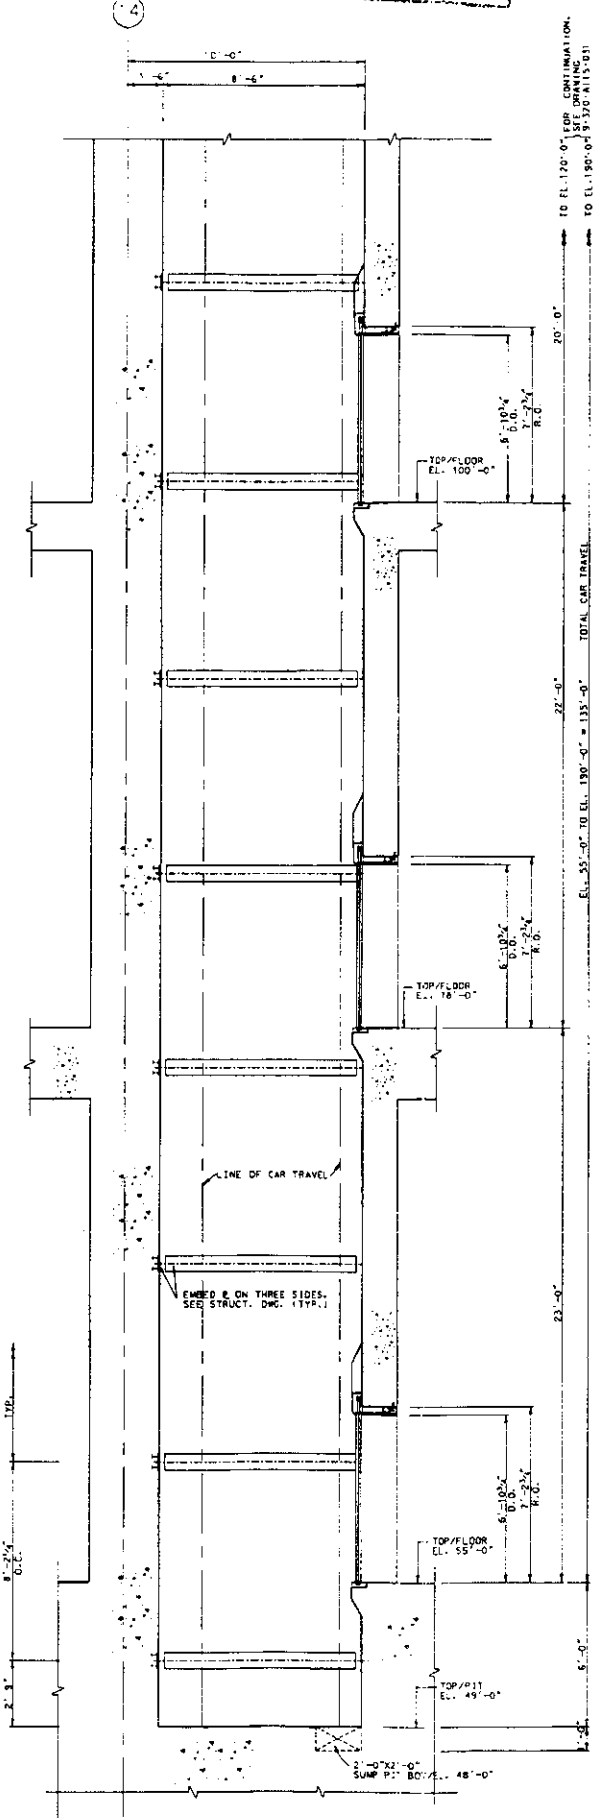 14
10'-0"
1'-6"
8'-6"
TO EL. 120'-0"
FOR CONTINUATION,
SEE DRAWING
9-320-A115-031
TO EL. 190'-0"
20'-0"
6'-10¾"
D.O.
7'-2¾"
R.O.
TOP/FLOOR
EL. 100'-0"
22'-0"
EL. 55'-0" TO EL. 190'-0" = 135'-0" TOTAL CAR TRAVEL
6'-10¾"
D.O.
7'-2¾"
R.O.
TOP/FLOOR
EL. 78'-0"
LINE OF CAR TRAVEL
EMBED ℄ ON THREE SIDES.
SEE STRUCT. DWG. (TYP.)
23'-0"
TYP.
8'-2¼"
O.C.
6'-10¾"
D.O.
7'-2¾"
R.O.
TOP/FLOOR
EL. 55'-0"
2'-9"
6'-0"
TOP/PIT
EL. 49'-0"
1'-0"
2'-0"X2'-0"
SUMP PIT BOT/EL. 48'-0"